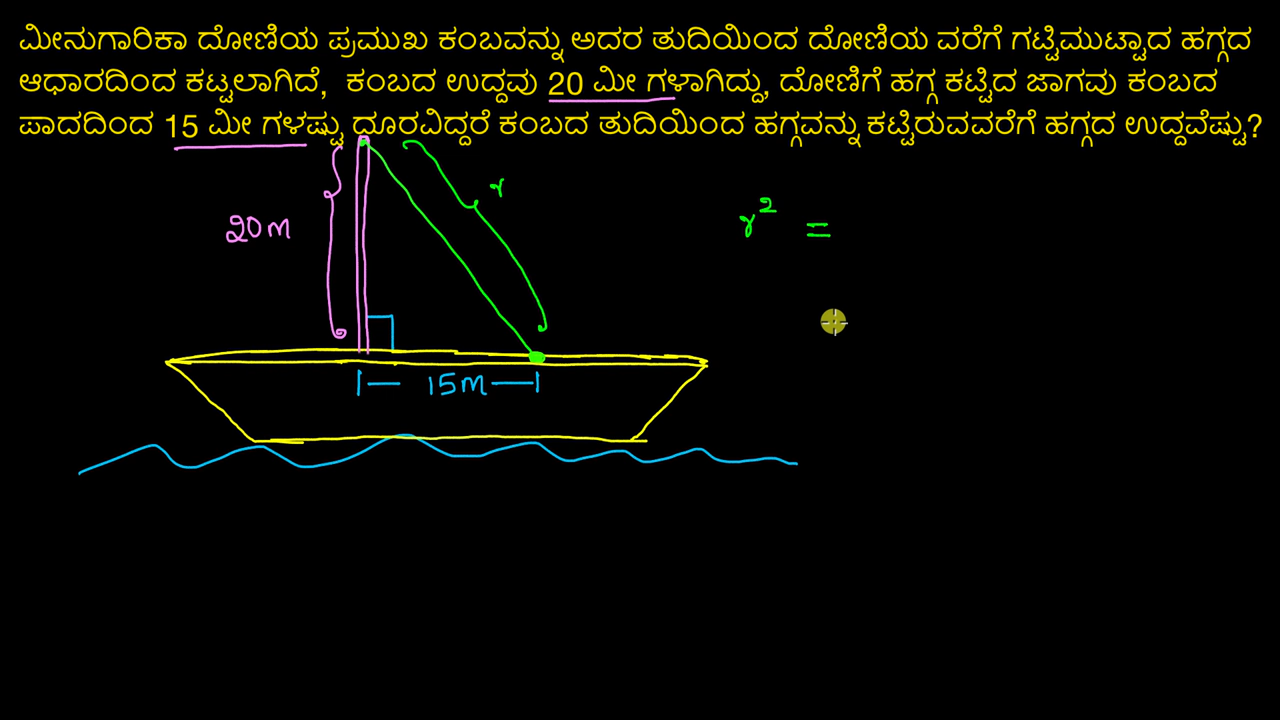 ಮೀನುಗಾರಿಕಾ ದೋಣಿಯ ಪ್ರಮುಖ ಕಂಬವನ್ನು ಅದರ ತುದಿಯಿಂದ ದೋಣಿಯ ವರೆಗೆ ಗಟ್ಟಿಮುಟ್ಟಾದ ಹಗ್ಗದ
ಆಧಾರದಿಂದ ಕಟ್ಟಲಾಗಿದೆ, ಕಂಬದ ಉದ್ದವು 20 ಮೀ ಗಳಾಗಿದ್ದು, ದೋಣಿಗೆ ಹಗ್ಗ ಕಟ್ಟಿದ ಜಾಗವು ಕಂಬದ
ಪಾದದಿಂದ 15 ಮೀ ಗಳಷ್ಟು ದೂರವಿದ್ದರೆ ಕಂಬದ ತುದಿಯಿಂದ ಹಗ್ಗವನ್ನು ಕಟ್ಟಿರುವವರೆಗೆ ಹಗ್ಗದ ಉದ್ದವೆಷ್ಟು?
r
20m
r² =
15m